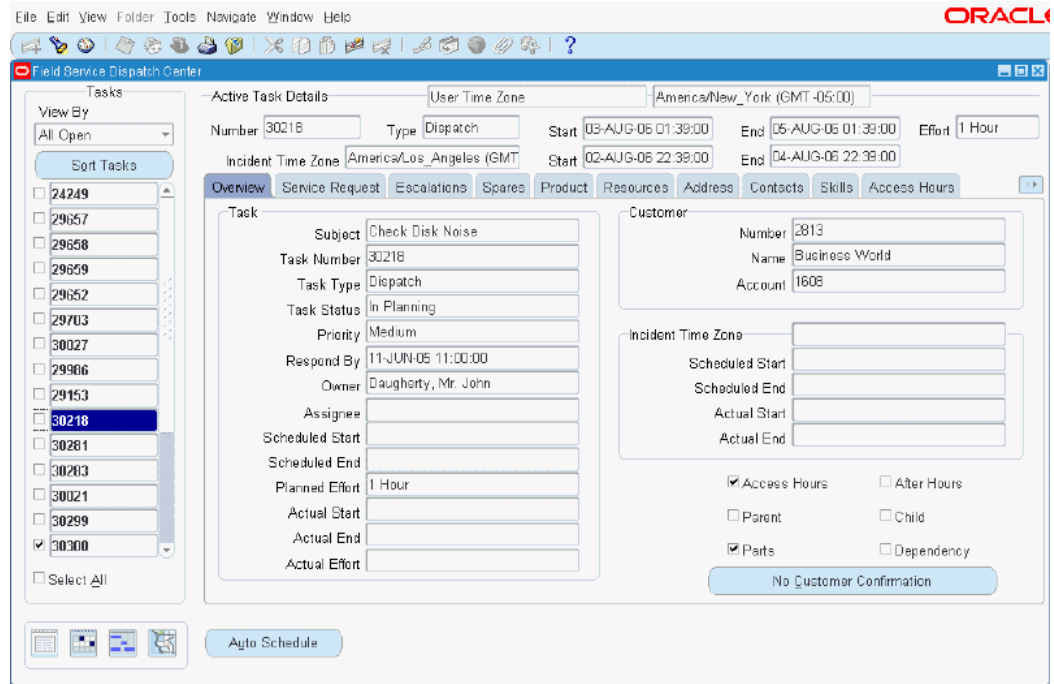 File Edit View Folder Tools Navigate Window Help
ORACLE
Field Service Dispatch Center
Tasks
View By
All Open
Sort Tasks
24249
29657
29658
29659
29652
29703
30027
29986
29153
30218
30281
30283
30021
30299
30300
Select All
Active Task Details User Time Zone America/New_York (GMT -05:00)
Number 30218 Type Dispatch Start 03-AUG-06 01:39:00 End 05-AUG-06 01:39:00 Effort 1 Hour
Incident Time Zone America/Los_Angeles (GMT Start 02-AUG-06 22:39:00 End 04-AUG-06 22:39:00
Overview Service Request Escalations Spares Product Resources Address Contacts Skills Access Hours
Task
Subject Check Disk Noise
Task Number 30218
Task Type Dispatch
Task Status In Planning
Priority Medium
Respond By 11-JUN-05 11:00:00
Owner Daugherty, Mr. John
Assignee
Scheduled Start
Scheduled End
Planned Effort 1 Hour
Actual Start
Actual End
Actual Effort
Customer
Number 2813
Name Business World
Account 1608
Incident Time Zone
Scheduled Start
Scheduled End
Actual Start
Actual End
Access Hours After Hours
Parent Child
Parts Dependency
No Customer Confirmation
Auto Schedule